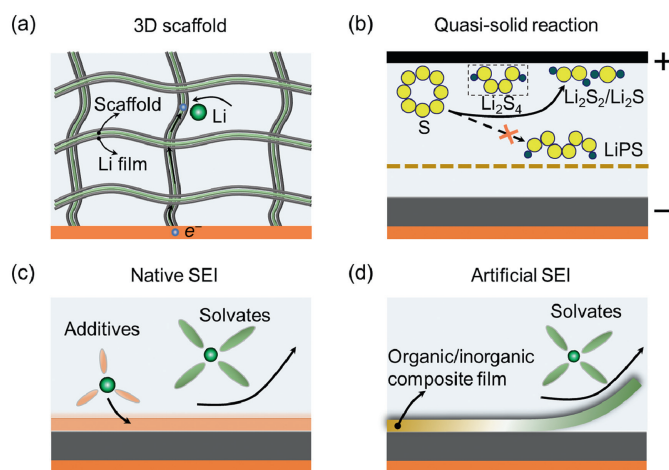 (a)
3D scaffold
Scaffold
Li
Li film
e⁻
(b)
Quasi-solid reaction
+
S
Li₂S₄
Li₂S₂/Li₂S
LiPS
−
(c)
Native SEI
Additives
Solvates
(d)
Artificial SEI
Solvates
Organic/inorganic
composite film